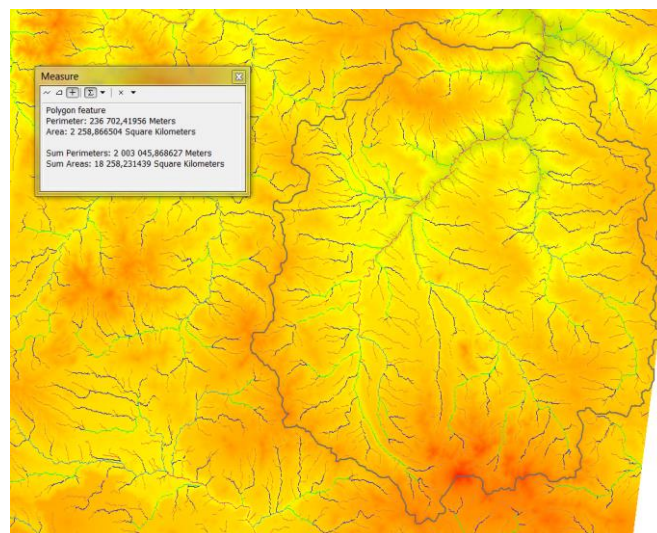 Measure
Polygon feature
Perimeter: 236 702,41956 Meters
Area: 2 258,866504 Square Kilometers
Sum Perimeters: 2 003 045,868627 Meters
Sum Areas: 18 258,231439 Square Kilometers